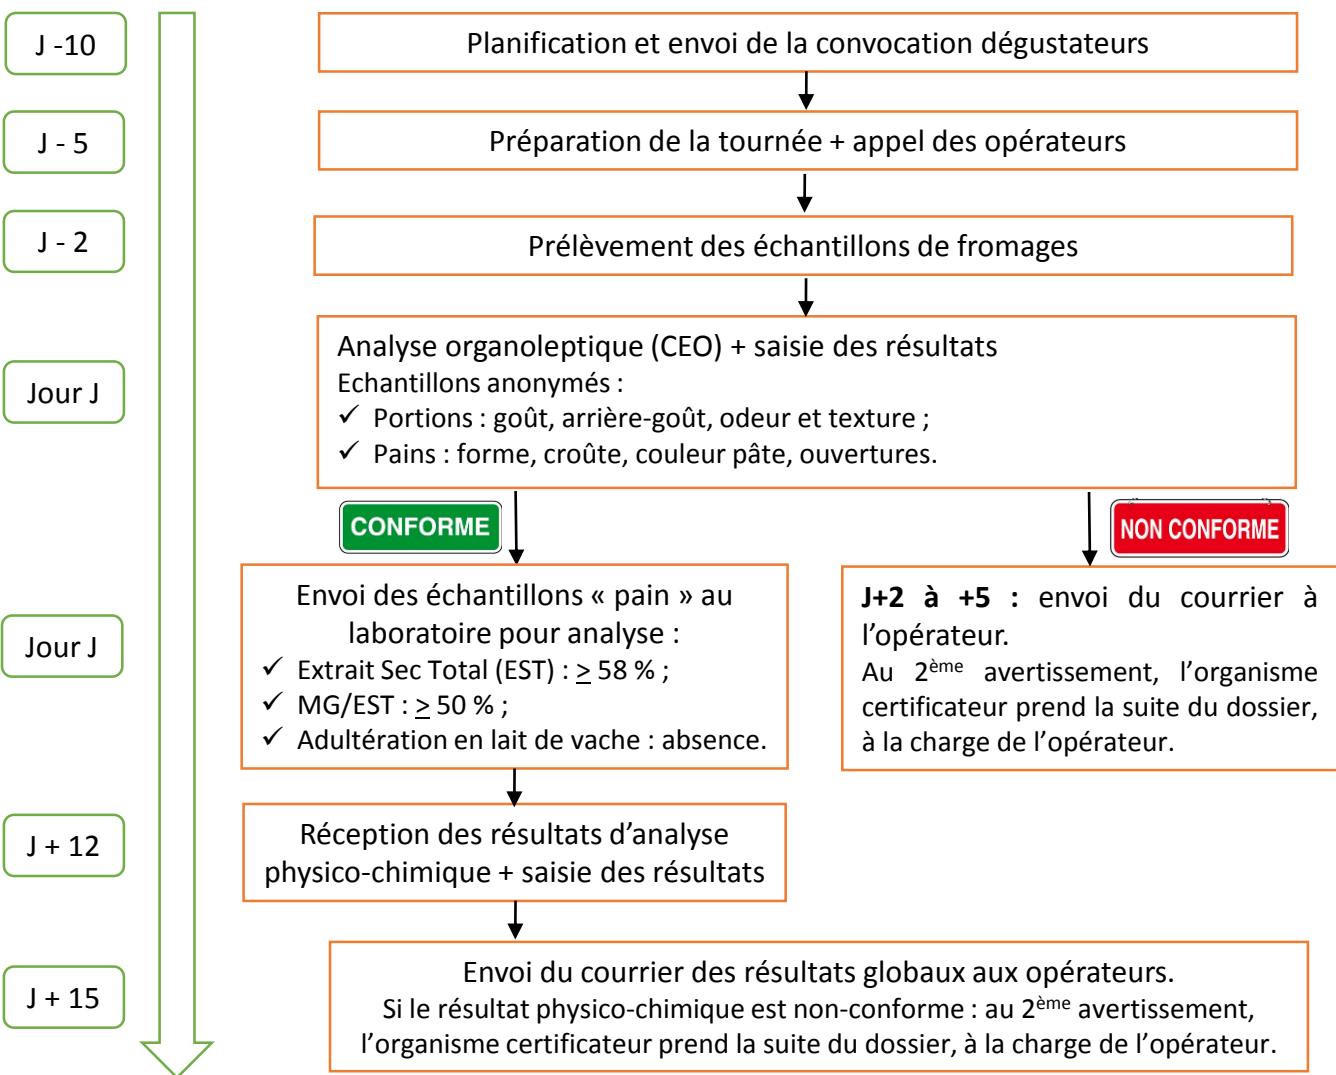 J -10
Planification et envoi de la convocation dégustateurs
J - 5
Préparation de la tournée + appel des opérateurs
J - 2
Prélèvement des échantillons de fromages
Jour J
Analyse organoleptique (CEO) + saisie des résultats
Echantillons anonymés :
✓ Portions : goût, arrière-goût, odeur et texture ;
✓ Pains : forme, croûte, couleur pâte, ouvertures.
CONFORME
NON CONFORME
Jour J
Envoi des échantillons « pain » au
laboratoire pour analyse :
✓ Extrait Sec Total (EST) : ≥ 58 % ;
✓ MG/EST : ≥ 50 % ;
✓ Adultération en lait de vache : absence.
J+2 à +5 : envoi du courrier à
l’opérateur.
Au 2ème avertissement, l’organisme
certificateur prend la suite du dossier,
à la charge de l’opérateur.
J + 12
Réception des résultats d’analyse
physico-chimique + saisie des résultats
J + 15
Envoi du courrier des résultats globaux aux opérateurs.
Si le résultat physico-chimique est non-conforme : au 2ème avertissement,
l’organisme certificateur prend la suite du dossier, à la charge de l’opérateur.